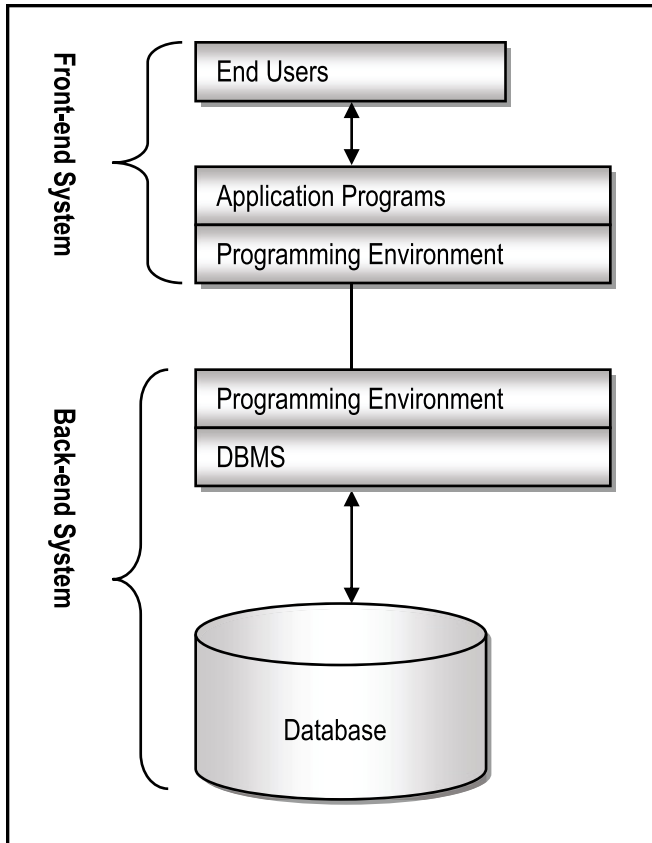 Front-end System
End Users
Application Programs
Programming Environment
Back-end System
Programming Environment
DBMS
Database